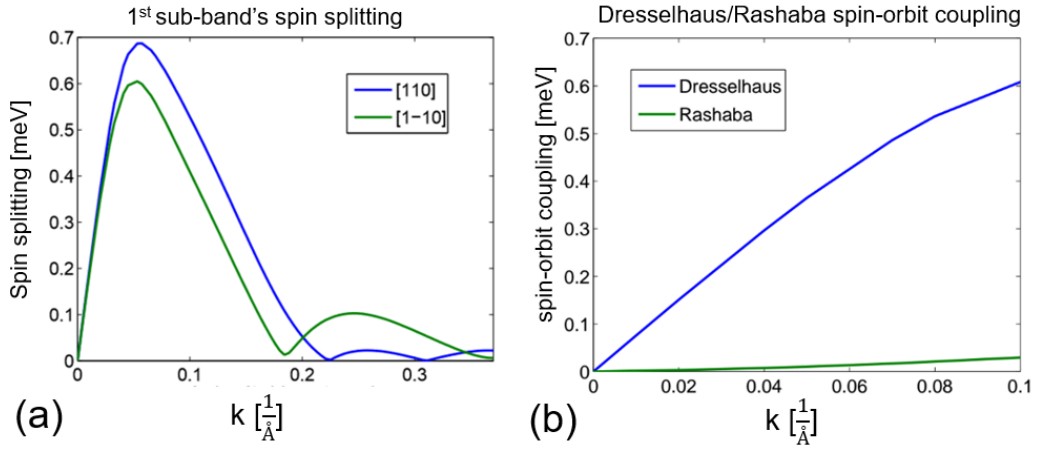 1st sub-band's spin splitting
0.7
0.6
0.5
0.4
0.3
0.2
0.1
0
Spin splitting [meV]
[110]
[1-10]
0 0.1 0.2 0.3
(a) k [1/Å]
Dresselhaus/Rashaba spin-orbit coupling
0.7
0.6
0.5
0.4
0.3
0.2
0.1
0
spin-orbit coupling [meV]
Dresselhaus
Rashaba
0 0.02 0.04 0.06 0.08 0.1
(b) k [1/Å]